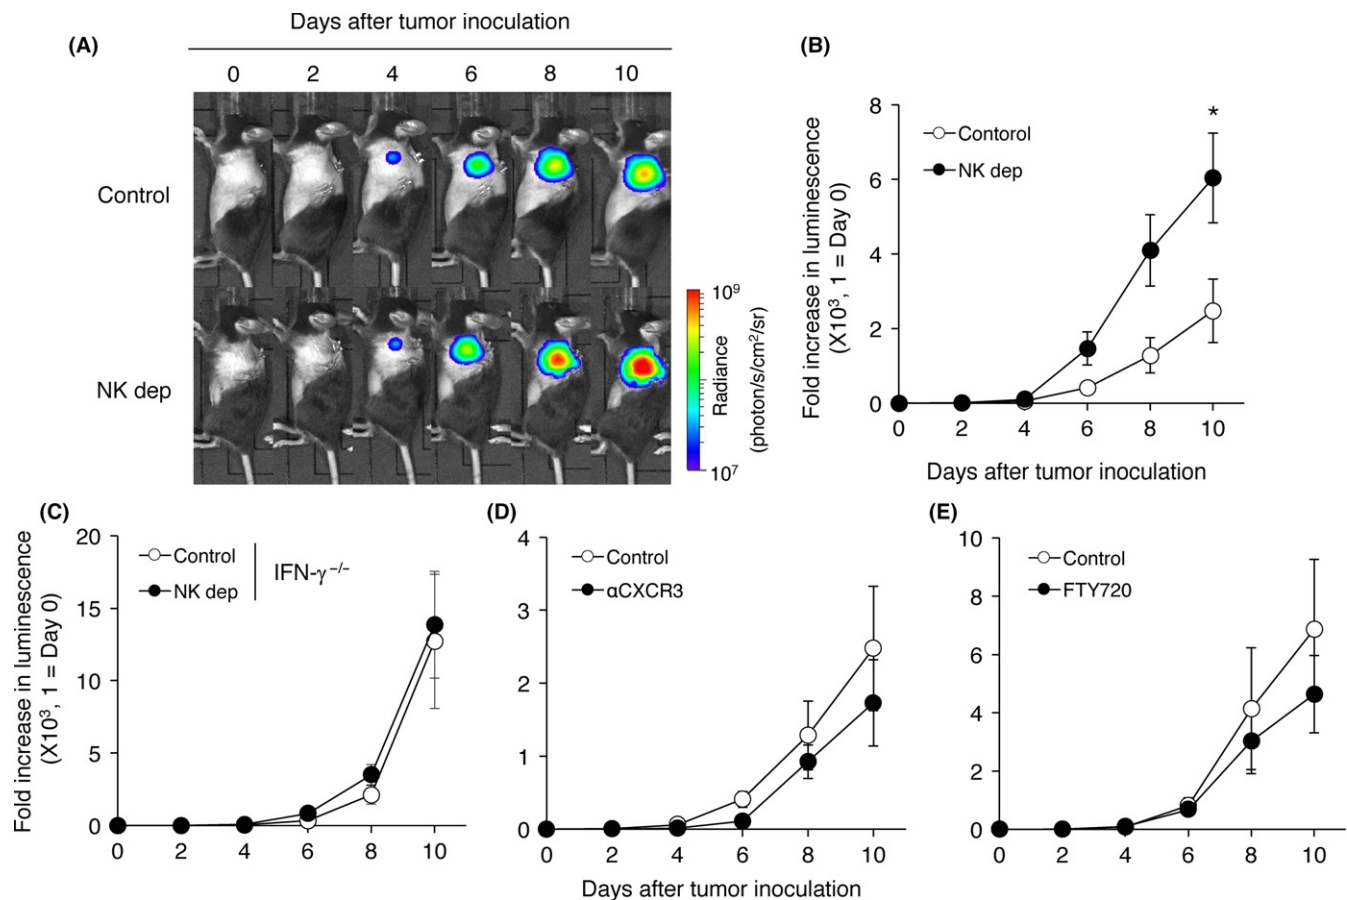 Days after tumor inoculation
(A)
0 2 4 6 8 10
Control
NK dep
10⁹
10⁷
Radiance
(photon/s/cm²/sr)
(B)
Fold increase in luminescence
(X10³, 1 = Day 0)
8
6
4
2
0
Contorol
NK dep
*
0 2 4 6 8 10
Days after tumor inoculation
(C)
Fold increase in luminescence
(X10³, 1 = Day 0)
20
15
10
5
0
Control
NK dep
IFN-γ⁻/⁻
0 2 4 6 8 10
(D)
4
3
2
1
0
Control
αCXCR3
0 2 4 6 8 10
Days after tumor inoculation
(E)
10
8
6
4
2
0
Control
FTY720
0 2 4 6 8 10